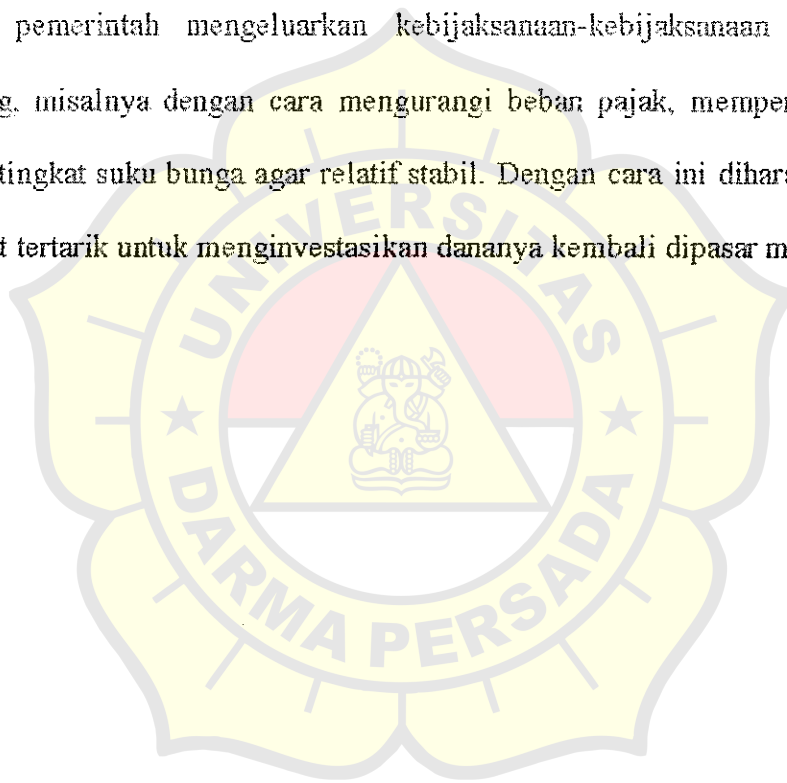 pemerintah mengeluarkan kebijaksanaan-kebijaksanaan
g, misalnya dengan cara mengurangi beban pajak, memper
tingkat suku bunga agar relatif stabil. Dengan cara ini dihara
t tertarik untuk menginvestasikan dananya kembali dipasar m
UNIVERSITAS
DARMA PERSADA